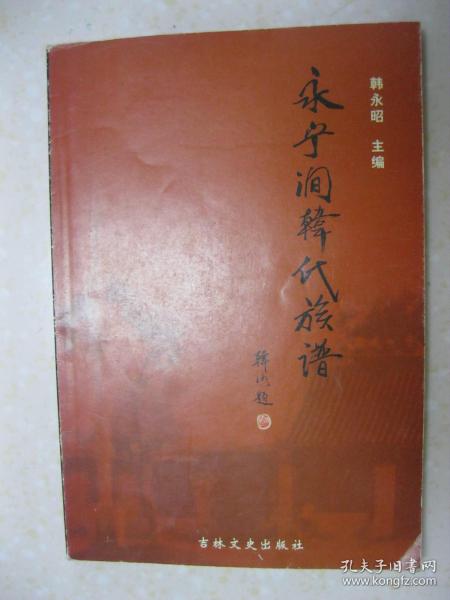 韩永昭 主编
永宁涧韩氏族谱
题
吉林文史出版社
孔夫子旧书网
www.kongfz.com